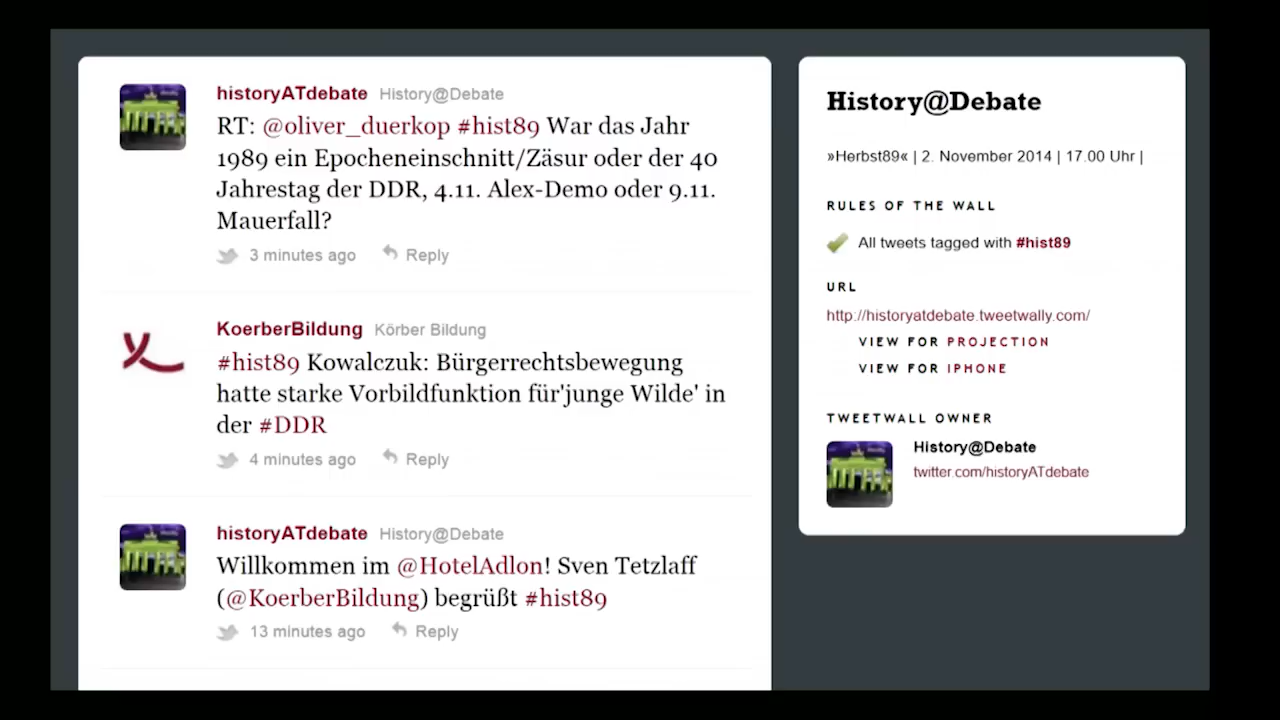 historyATdebate History@Debate
RT: @oliver_duerkop #hist89 War das Jahr
1989 ein Epocheneinschnitt/Zäsur oder der 40
Jahrestag der DDR, 4.11. Alex-Demo oder 9.11.
Mauerfall?
3 minutes ago Reply
KoerberBildung Körber Bildung
#hist89 Kowalczuk: Bürgerrechtsbewegung
hatte starke Vorbildfunktion für'junge Wilde' in
der #DDR
4 minutes ago Reply
historyATdebate History@Debate
Willkommen im @HotelAdlon! Sven Tetzlaff
(@KoerberBildung) begrüßt #hist89
13 minutes ago Reply
History@Debate
»Herbst89« | 2. November 2014 | 17.00 Uhr |
RULES OF THE WALL
All tweets tagged with #hist89
URL
http://historyatdebate.tweetwally.com/
VIEW FOR PROJECTION
VIEW FOR IPHONE
TWEETWALL OWNER
History@Debate
twitter.com/historyATdebate